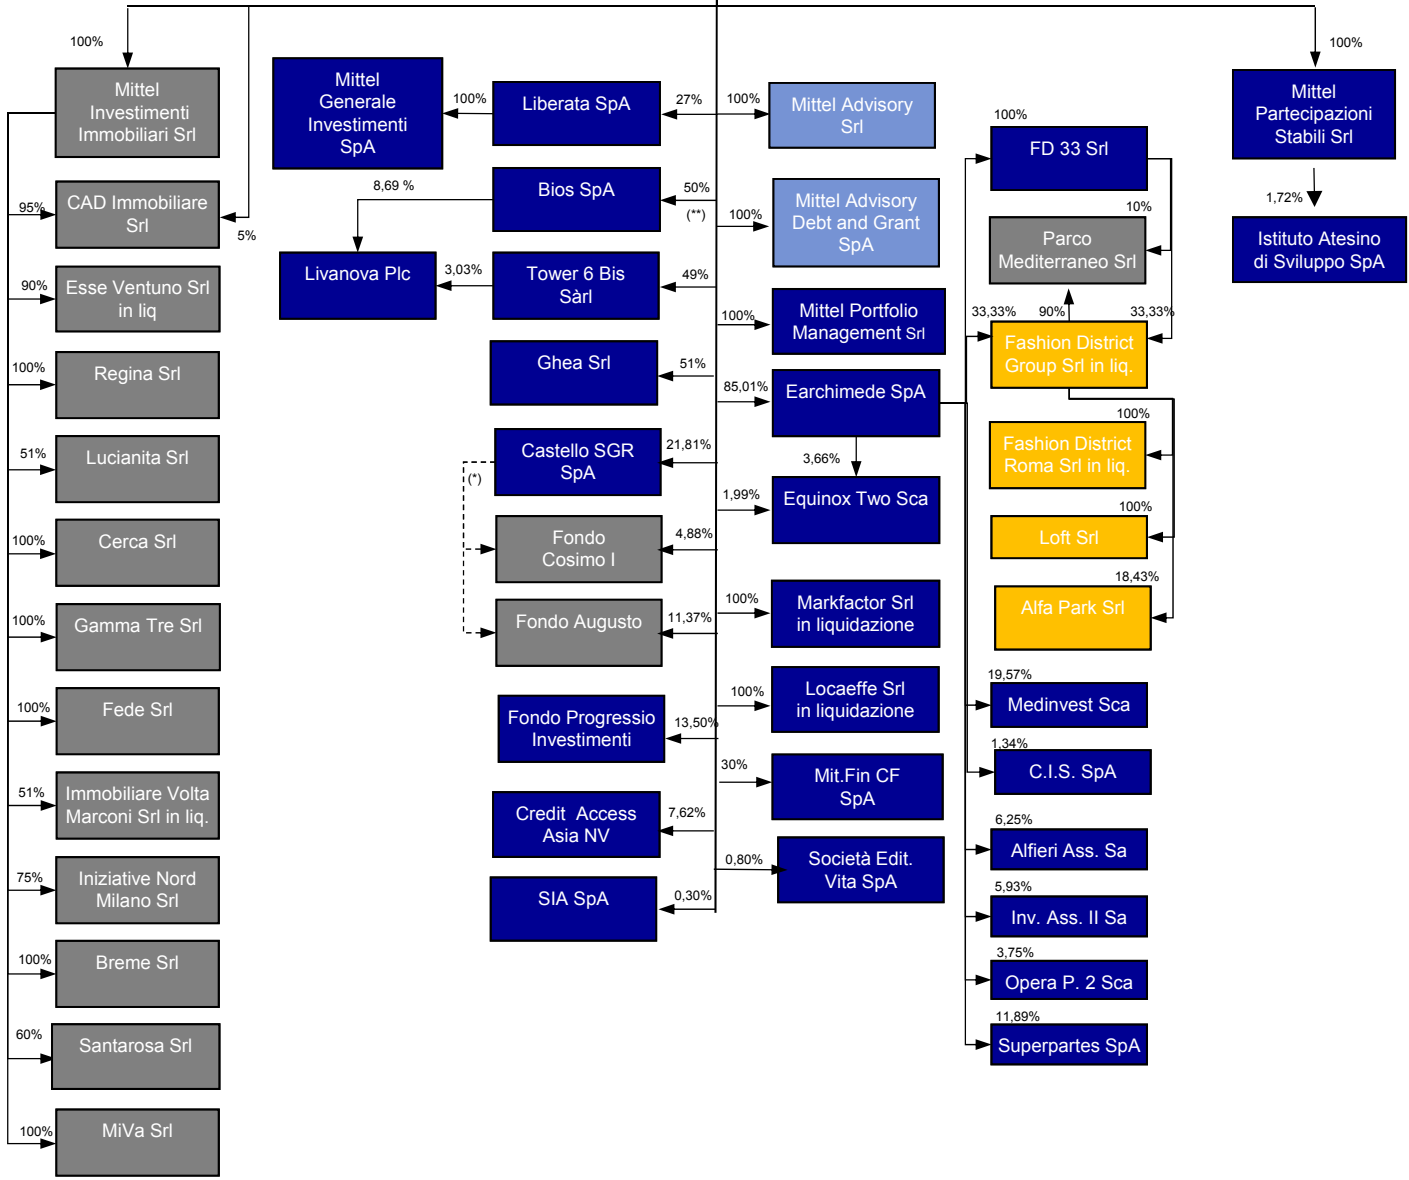 100%
Mittel
Investimenti
Immobiliari Srl
95%
CAD Immobiliare
Srl
5%
90%
Esse Ventuno Srl
in liq
100%
Regina Srl
51%
Lucianita Srl
100%
Cerca Srl
100%
Gamma Tre Srl
100%
Fede Srl
51%
Immobiliare Volta
Marconi Srl in liq.
75%
Iniziative Nord
Milano Srl
100%
Breme Srl
60%
Santarosa Srl
100%
MiVa Srl
Mittel
Generale
Investimenti
SpA
100%
Liberata SpA
27%
8,69 %
Bios SpA
50%
(**)
Livanova Plc
3,03%
Tower 6 Bis
Sàrl
49%
Ghea Srl
51%
Castello SGR
SpA
21,81%
(*)
Fondo
Cosimo I
4,88%
Fondo Augusto
11,37%
Fondo Progressio
Investimenti
13,50%
Credit  Access
Asia NV
7,62%
SIA SpA
0,30%
100%
Mittel Advisory
Srl
100%
Mittel Advisory
Debt and Grant
SpA
100%
Mittel Portfolio
Management Srl
85,01%
Earchimede SpA
3,66%
1,99%
Equinox Two Sca
100%
Markfactor Srl
in liquidazione
100%
Locaeffe Srl
in liquidazione
30%
Mit.Fin CF
SpA
0,80%
Società Edit.
Vita SpA
100%
FD 33 Srl
10%
Parco
Mediterraneo Srl
33,33%
90%
33,33%
Fashion District
Group Srl in liq.
100%
Fashion District
Roma Srl in liq.
100%
Loft Srl
18,43%
Alfa Park Srl
19,57%
Medinvest Sca
1,34%
C.I.S. SpA
6,25%
Alfieri Ass. Sa
5,93%
Inv. Ass. II Sa
3,75%
Opera P. 2 Sca
11,89%
Superpartes SpA
100%
Mittel
Partecipazioni
Stabili Srl
1,72%
Istituto Atesino
di Sviluppo SpA